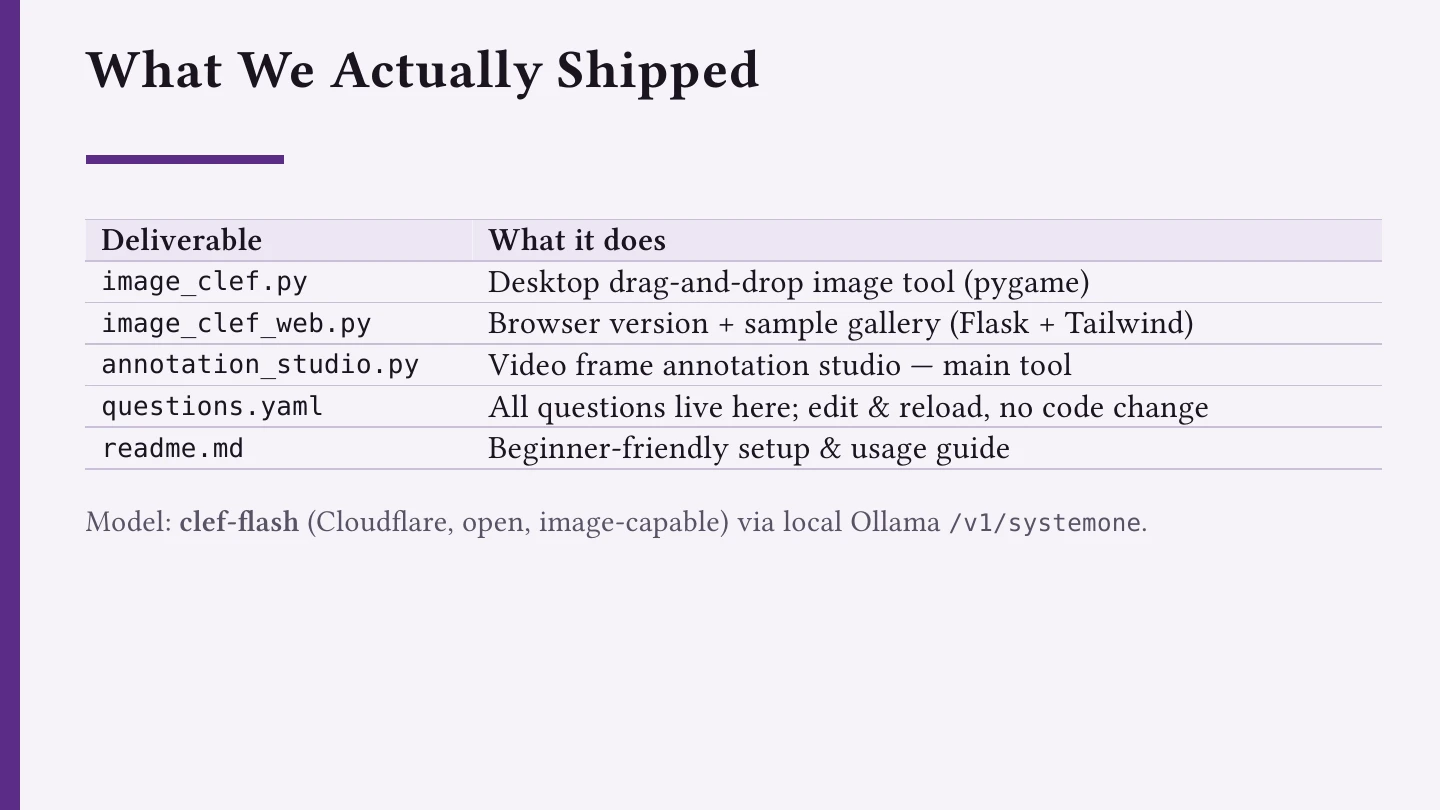 What We Actually Shipped
Deliverable What it does
image_clef.py Desktop drag-and-drop image tool (pygame)
image_clef_web.py Browser version + sample gallery (Flask + Tailwind)
annotation_studio.py Video frame annotation studio — main tool
questions.yaml All questions live here; edit & reload, no code change
readme.md Beginner-friendly setup & usage guide
Model: clef-flash (Cloudflare, open, image-capable) via local Ollama /v1/systemone.